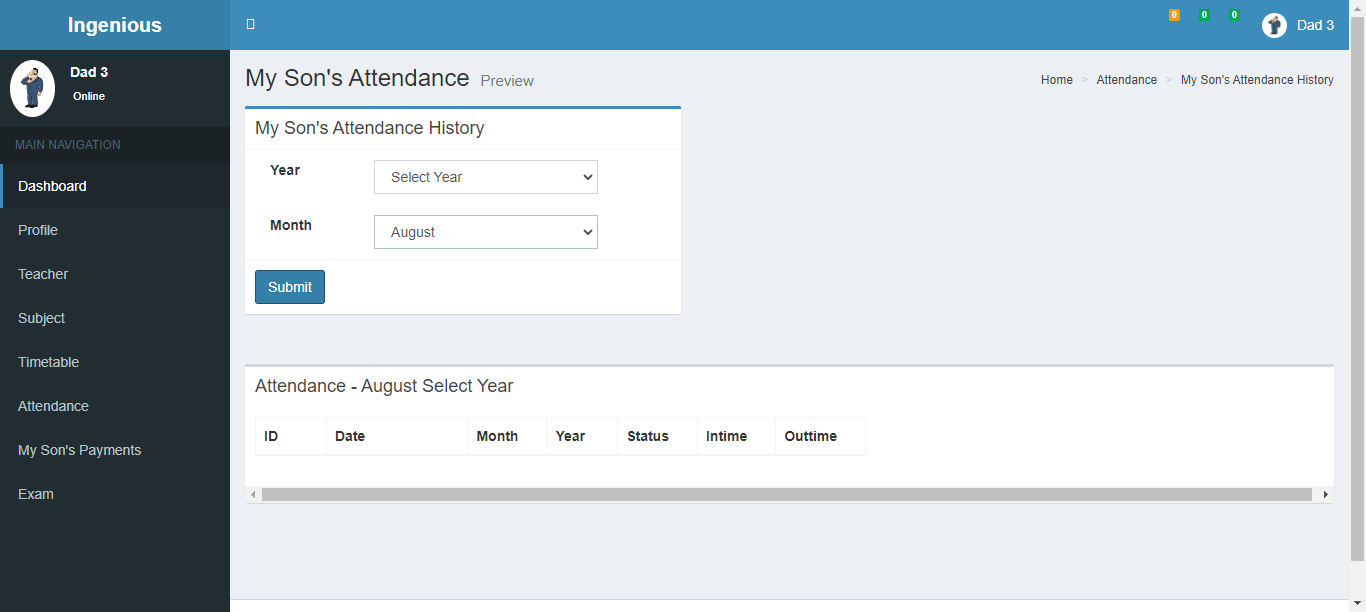 Ingenious
0 0 0 Dad 3
Dad 3
Online
MAIN NAVIGATION
Dashboard
Profile
Teacher
Subject
Timetable
Attendance
My Son's Payments
Exam
My Son's Attendance Preview
Home > Attendance > My Son's Attendance History
My Son's Attendance History
Year Select Year
Month August
Submit
Attendance - August Select Year
ID Date Month Year Status Intime Outtime